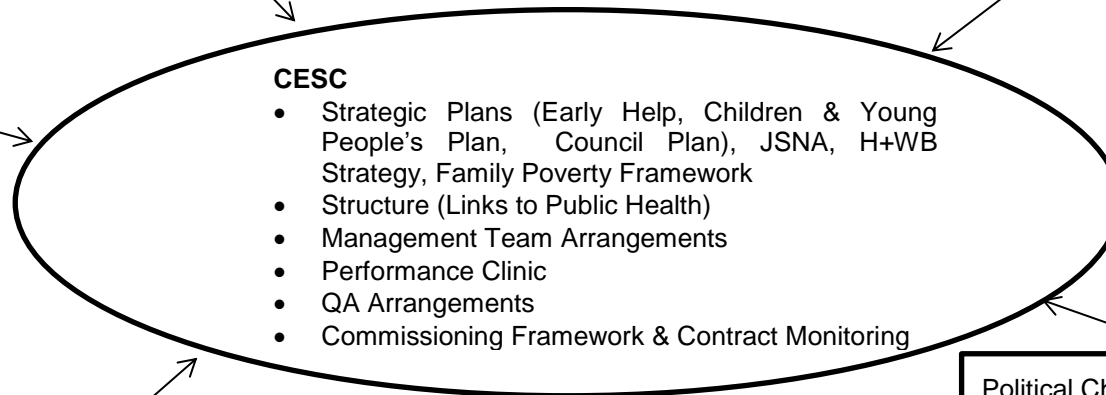 CESC
• Strategic Plans (Early Help, Children & Young
People's Plan, Council Plan), JSNA, H+WB
Strategy, Family Poverty Framework
• Structure (Links to Public Health)
• Management Team Arrangements
• Performance Clinic
• QA Arrangements
• Commissioning Framework & Contract Monitoring
Political